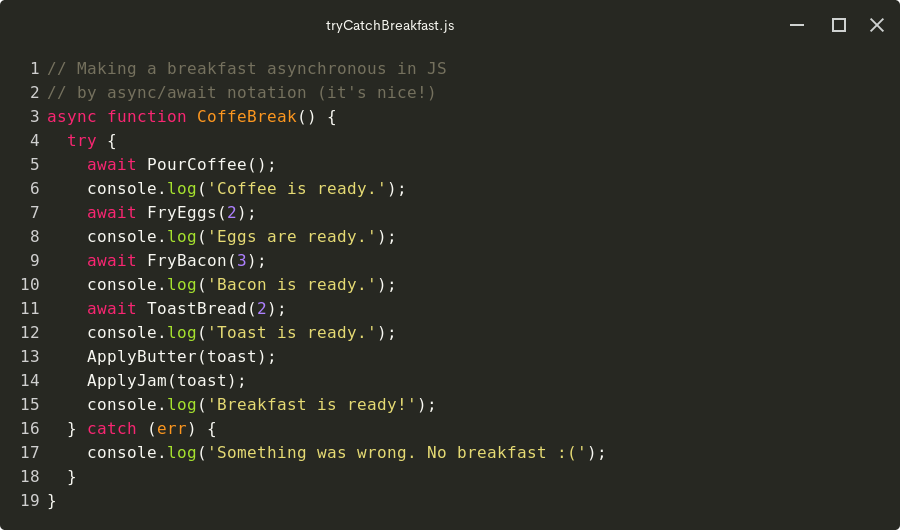 tryCatchBreakfast.js
1 // Making a breakfast asynchronous in JS
2 // by async/await notation (it's nice!)
3 async function CoffeBreak() {
4   try {
5     await PourCoffee();
6     console.log('Coffee is ready.');
7     await FryEggs(2);
8     console.log('Eggs are ready.');
9     await FryBacon(3);
10     console.log('Bacon is ready.');
11     await ToastBread(2);
12     console.log('Toast is ready.');
13     ApplyButter(toast);
14     ApplyJam(toast);
15     console.log('Breakfast is ready!');
16   } catch (err) {
17     console.log('Something was wrong. No breakfast :(');
18   }
19 }